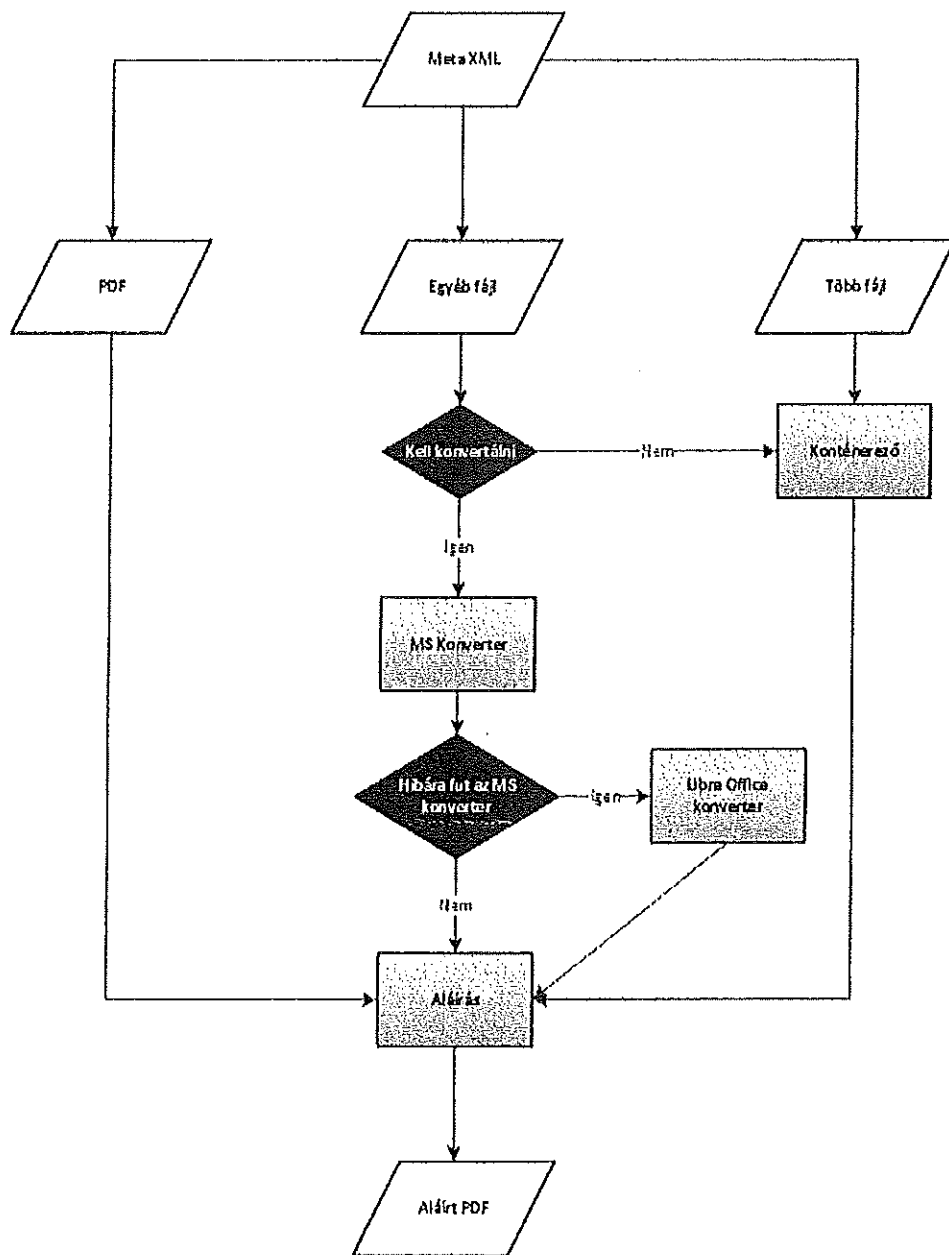 Meta XML
PDF
Egyéb fájl
Több fájl
Kell konvertálni
Nem
Konténerező
Igen
MS Konverter
Hibára fut az MS
konverter
Igen
Libra Office
konverter
Nem
Aláírás
Aláírt PDF